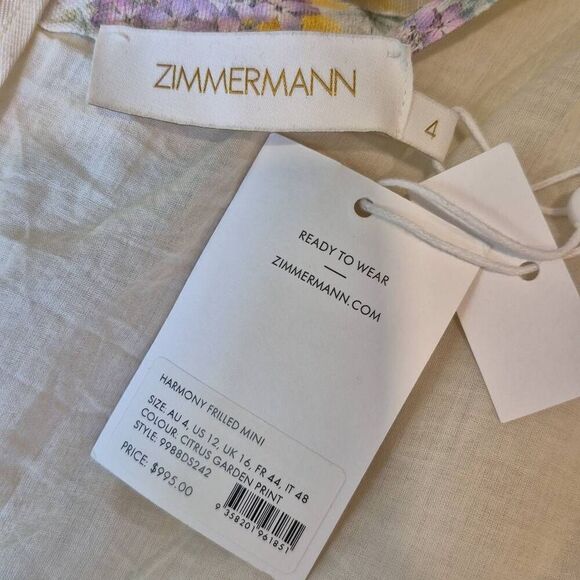 ZIMMERMANN
4
READY TO WEAR
ZIMMERMANN.COM
HARMONY FRILLED MINI
SIZE: AU 4, US 12, UK 16, FR 44, IT 48
COLOUR: CITRUS GARDEN PRINT
STYLE: 9988DS242
PRICE: $995.00
9 358201 961851